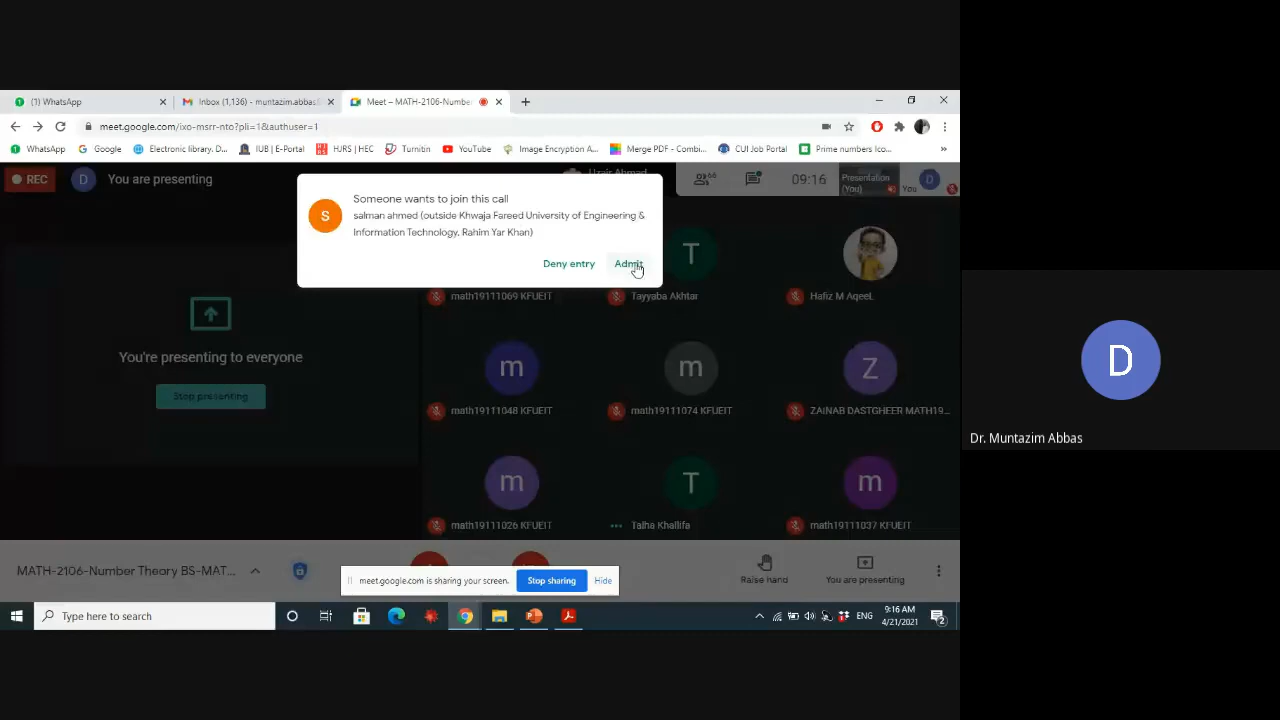 (1) WhatsApp
Inbox (1,136) - muntazim.abbas@
Meet – MATH-2106-Number
meet.google.com/ixo-msrr-nto?pli=1&authuser=1
WhatsApp
Google
Electronic library. D...
IUB | E-Portal
HJRS | HEC
Turnitin
YouTube
Image Encryption A...
Merge PDF - Combi...
CUI Job Portal
Prime numbers Ico...
»
REC
D
You are presenting
Uzair Ahmad
66
09:16
Presentation
(You)
You
D
Someone wants to join this call
S
salman ahmed (outside Khwaja Fareed University of Engineering &
Information Technology, Rahim Yar Khan)
Deny entry
Admit
T
math19111069 KFUEIT
Tayyaba Akhtar
Hafiz M Aqeel.
You're presenting to everyone
Stop presenting
m
m
Z
math19111048 KFUEIT
math19111074 KFUEIT
ZAINAB DASTGHEER MATH19...
m
T
m
math19111026 KFUEIT
Talha Khallifa
math19111037 KFUEIT
D
Dr. Muntazim Abbas
MATH-2106-Number Theory BS-MAT...
meet.google.com is sharing your screen.
Stop sharing
Hide
Raise hand
You are presenting
Type here to search
ENG
9:16 AM
4/21/2021
2